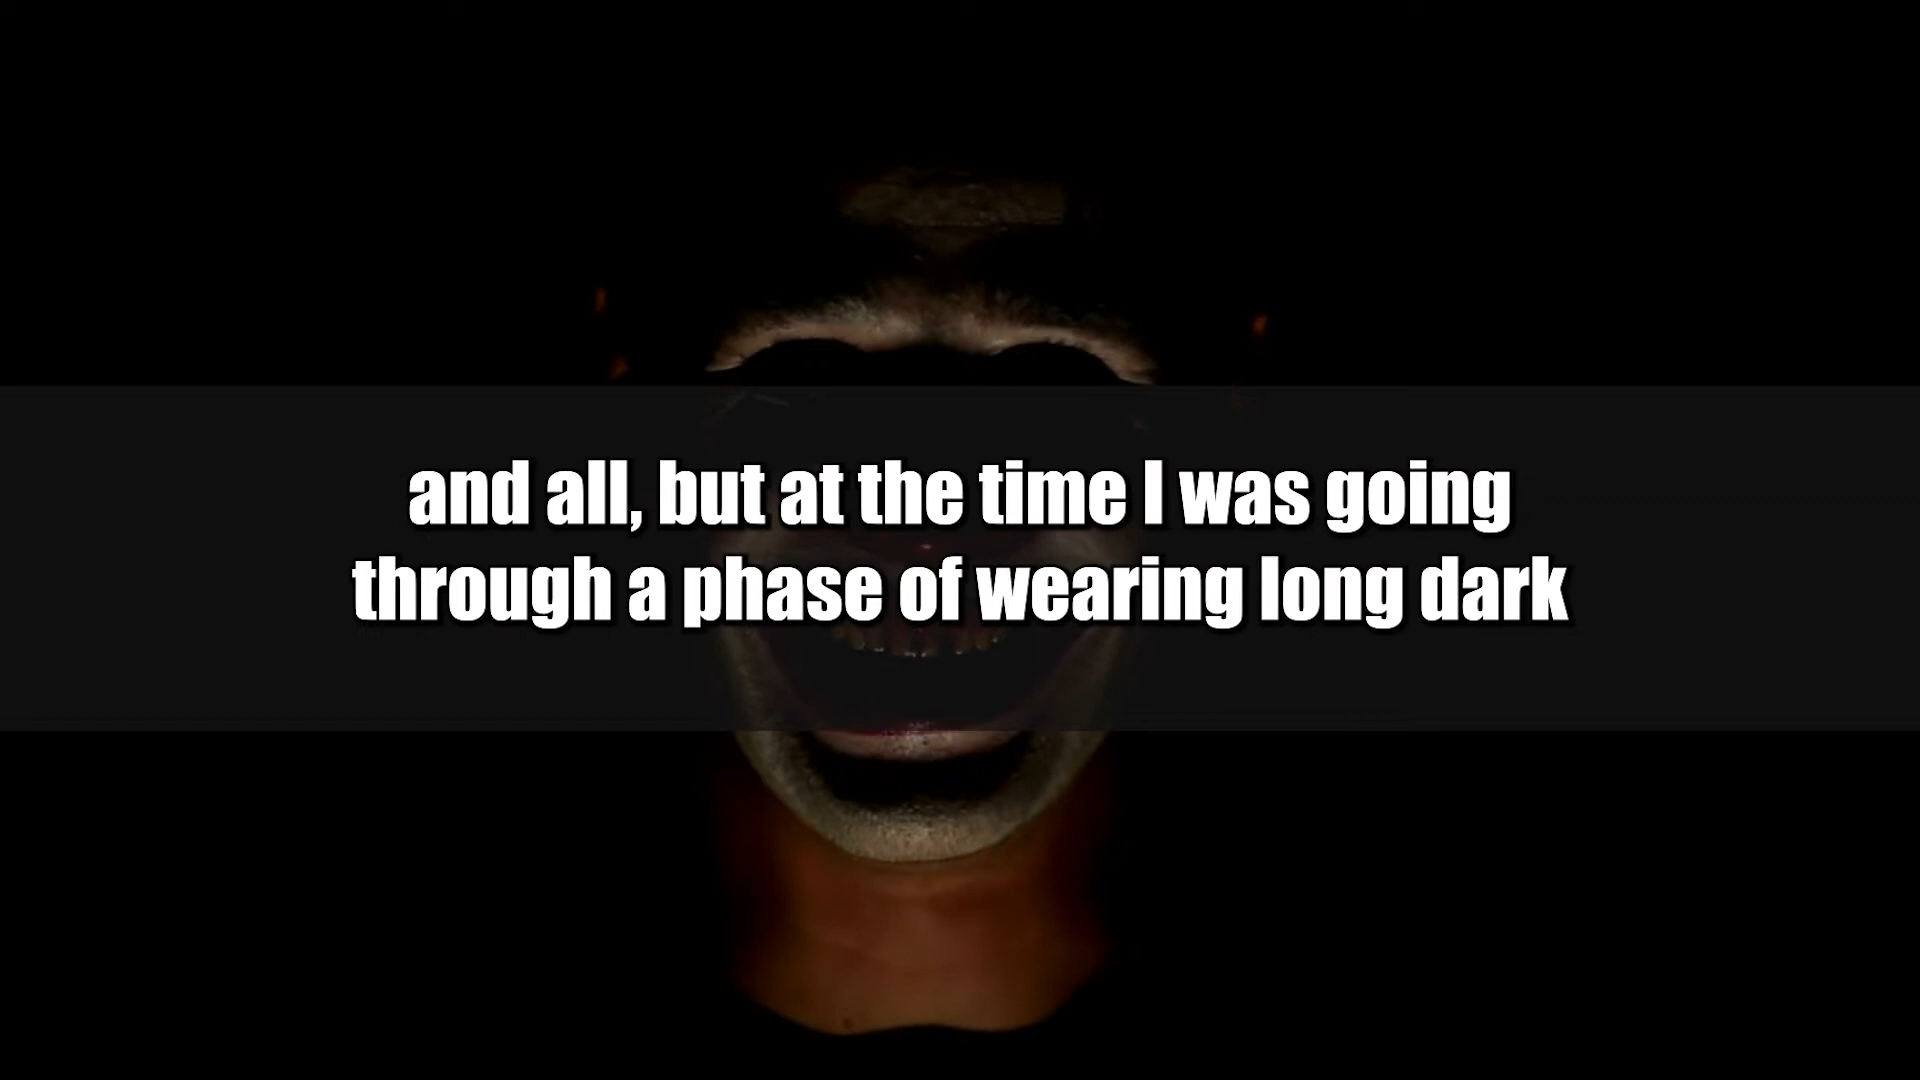 and all, but at the time I was going
through a phase of wearing long dark